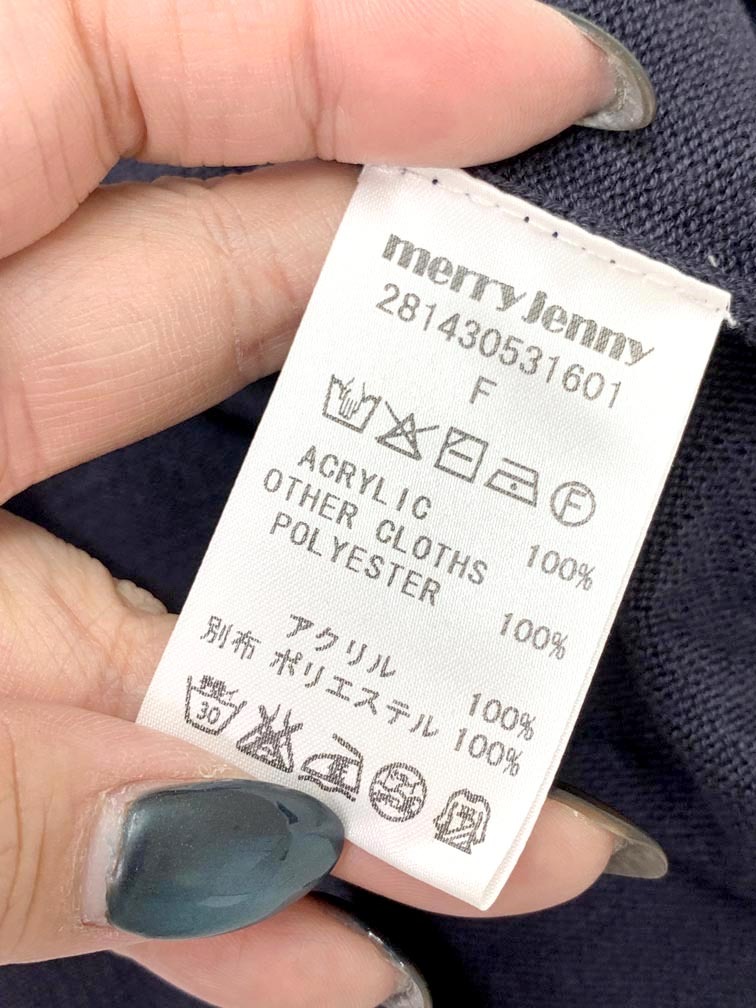 merry jenny
281430531601
F
F
ACRYLIC 100%
OTHER CLOTHS
POLYESTER 100%
アクリル 100%
別布 ポリエステル 100%
30